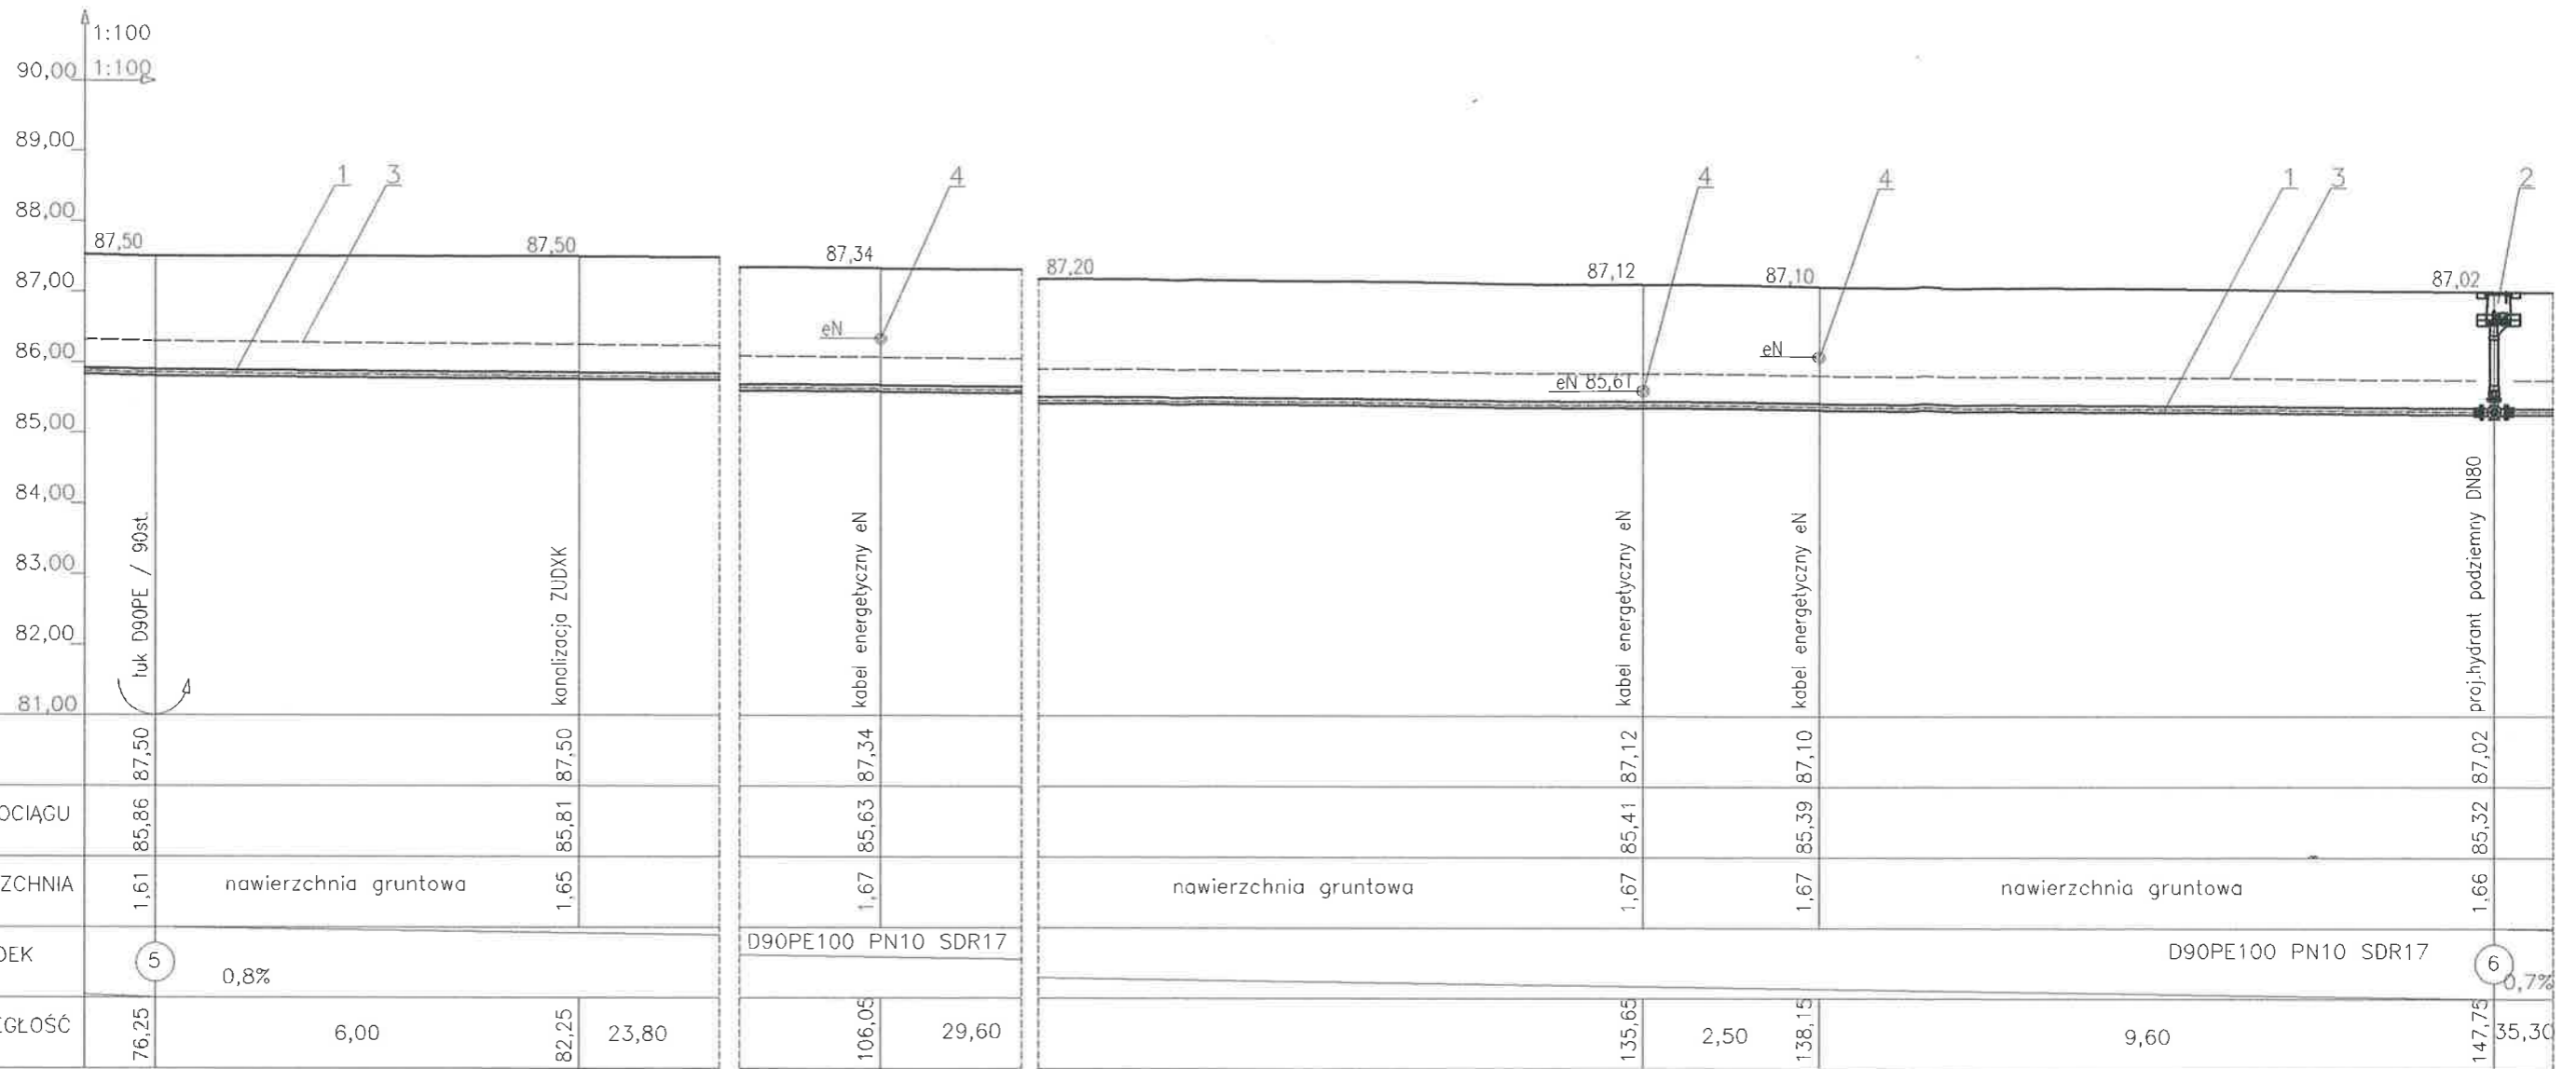 1:100
90,00 1:100
89,00
88,00
87,00
86,00
85,00
84,00
83,00
82,00
81,00
1 3 4 4 4 1 3 2
87,50 87,50 87,34 87,20 87,12 87,10 87,02
eN eN 85,61 eN
łuk D90PE / 90st.
kanalizacja ZUDXK
kabel energetyczny eN
kabel energetyczny eN
kabel energetyczny eN
proj.hydrant podziemny DN80
87,50 87,50 87,34 87,12 87,10 87,02
OCIĄGU 85,86 85,81 85,63 85,41 85,39 85,32
ZCHNIA 1,61 nawierzchnia gruntowa 1,65 1,67 nawierzchnia gruntowa 1,67 1,67 nawierzchnia gruntowa 1,66
DEK 5 0,8% D90PE100 PN10 SDR17 D90PE100 PN10 SDR17 6 0,7%
EGŁOŚĆ 76,25 6,00 82,25 23,80 106,05 29,60 135,65 2,50 138,15 9,60 147,75 35,30